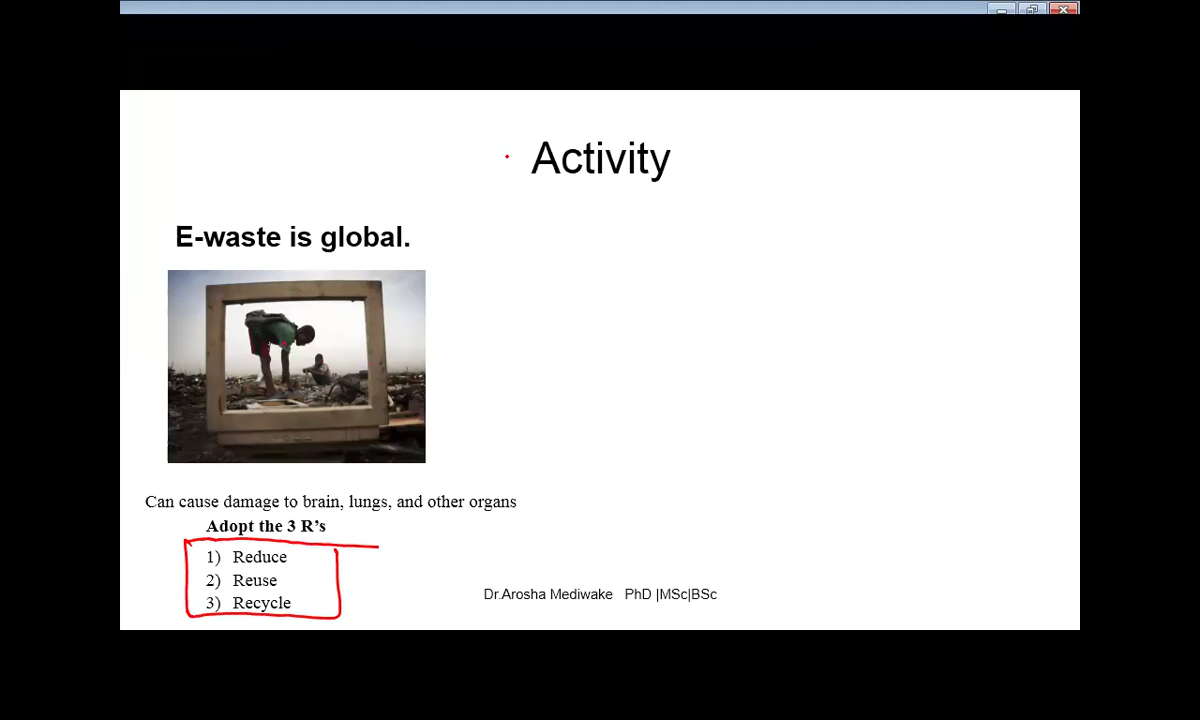 Activity
E-waste is global.
Can cause damage to brain, lungs, and other organs
Adopt the 3 R’s
1) Reduce
2) Reuse
3) Recycle
Dr.Arosha Mediwake PhD |MSc|BSc